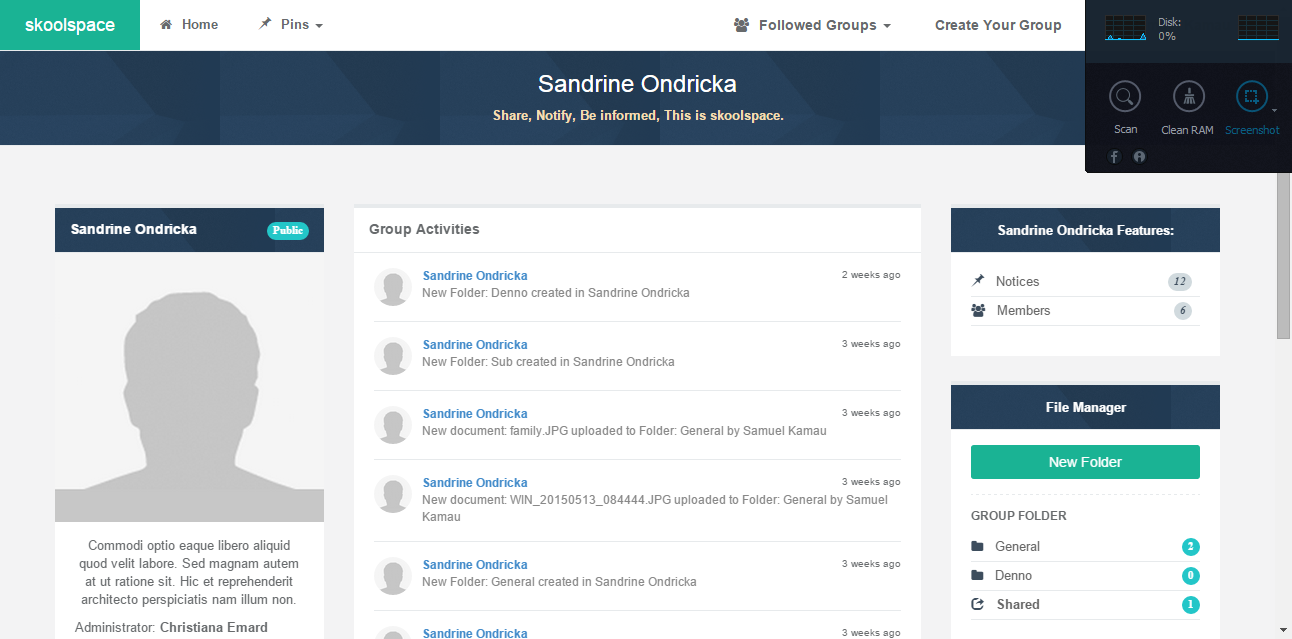 skoolspace
Home
Pins
Followed Groups
Create Your Group
Disk:
0%
Scan
Clean RAM
Screenshot
Sandrine Ondricka
Share, Notify, Be informed, This is skoolspace.
Sandrine Ondricka
Public
Commodi optio eaque libero aliquid
quod velit labore. Sed magnam autem
at ut ratione sit. Hic et reprehenderit
architecto perspiciatis nam illum non.
Administrator: Christiana Emard
Group Activities
Sandrine Ondricka
2 weeks ago
New Folder: Denno created in Sandrine Ondricka
Sandrine Ondricka
3 weeks ago
New Folder: Sub created in Sandrine Ondricka
Sandrine Ondricka
3 weeks ago
New document: family.JPG uploaded to Folder: General by Samuel Kamau
Sandrine Ondricka
3 weeks ago
New document: WIN_20150513_084444.JPG uploaded to Folder: General by Samuel
Kamau
Sandrine Ondricka
3 weeks ago
New Folder: General created in Sandrine Ondricka
Sandrine Ondricka
3 weeks ago
Sandrine Ondricka Features:
Notices 12
Members 6
File Manager
New Folder
GROUP FOLDER
General 2
Denno 0
Shared 1